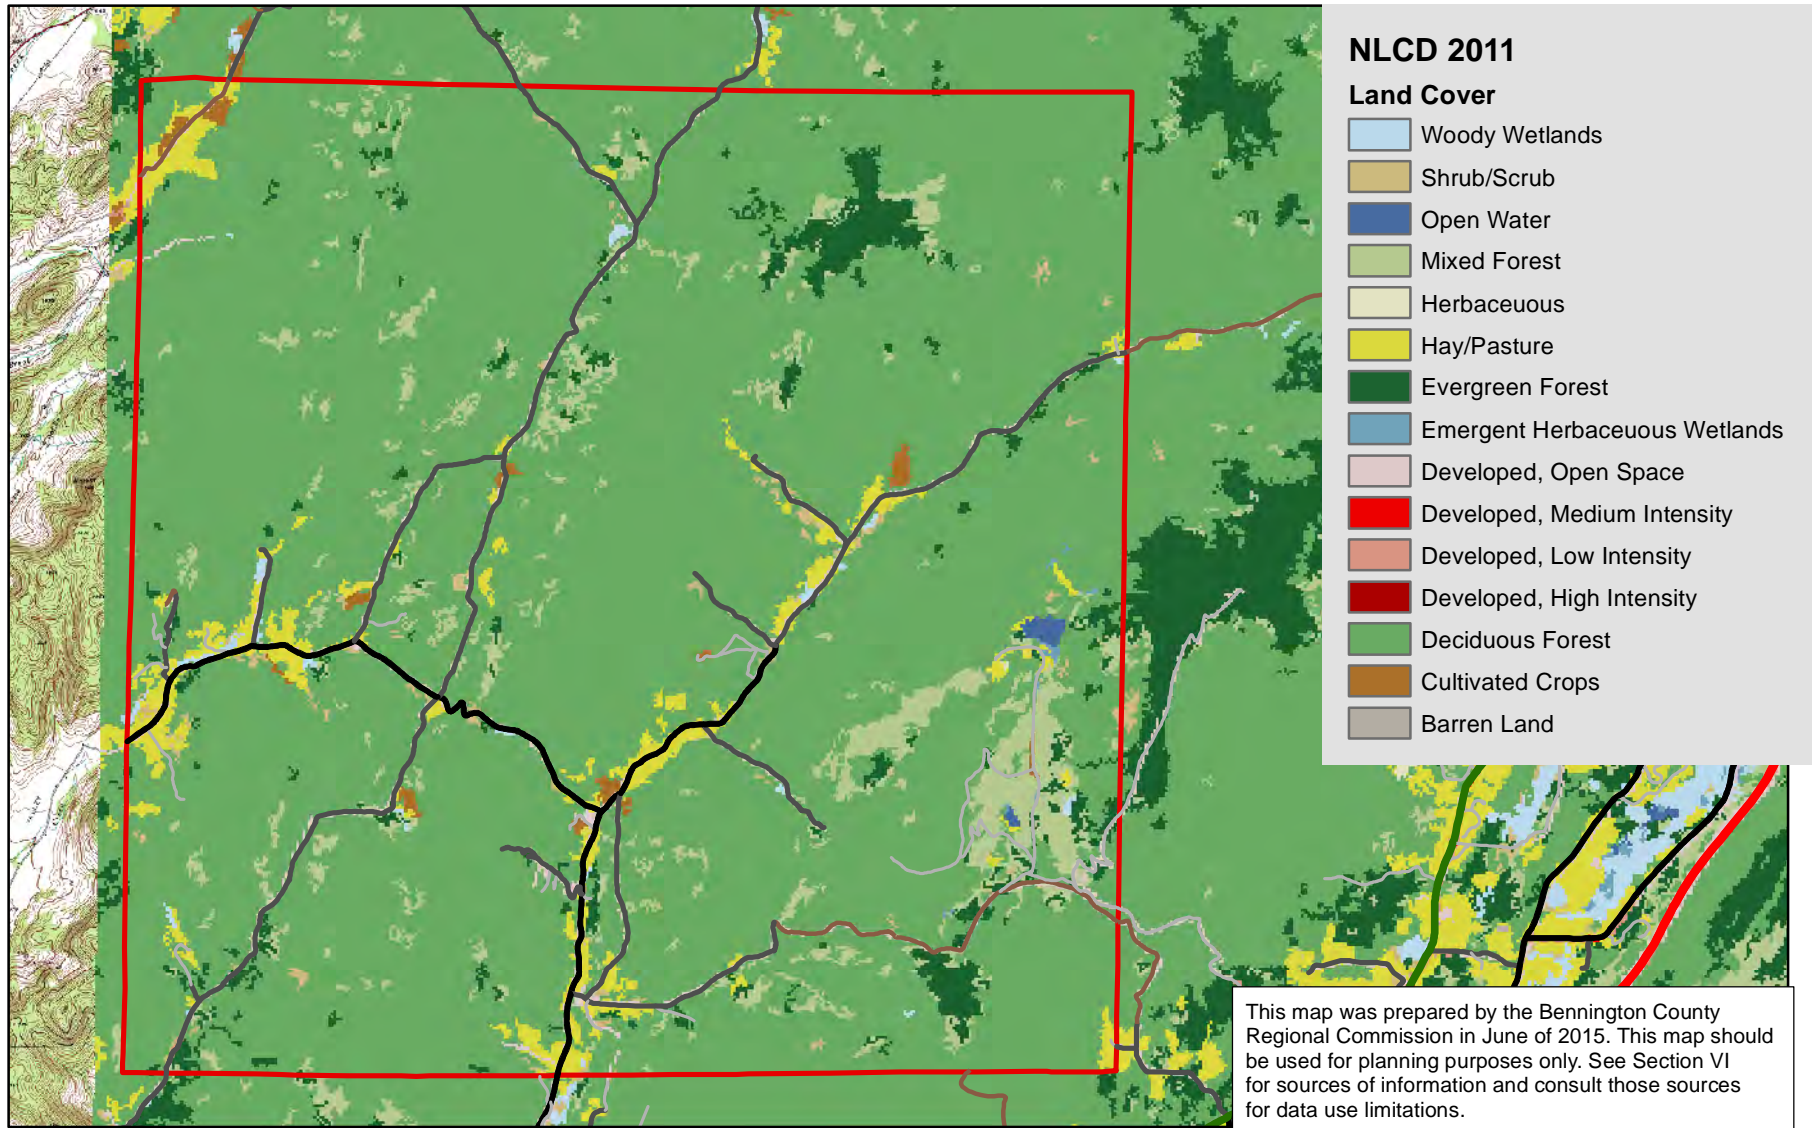 NLCD 2011
Land Cover
Woody Wetlands
Shrub/Scrub
Open Water
Mixed Forest
Herbaceuous
Hay/Pasture
Evergreen Forest
Emergent Herbaceuous Wetlands
Developed, Open Space
Developed, Medium Intensity
Developed, Low Intensity
Developed, High Intensity
Deciduous Forest
Cultivated Crops
Barren Land
This map was prepared by the Bennington County
Regional Commission in June of 2015. This map should
be used for planning purposes only. See Section VI
for sources of information and consult those sources
for data use limitations.